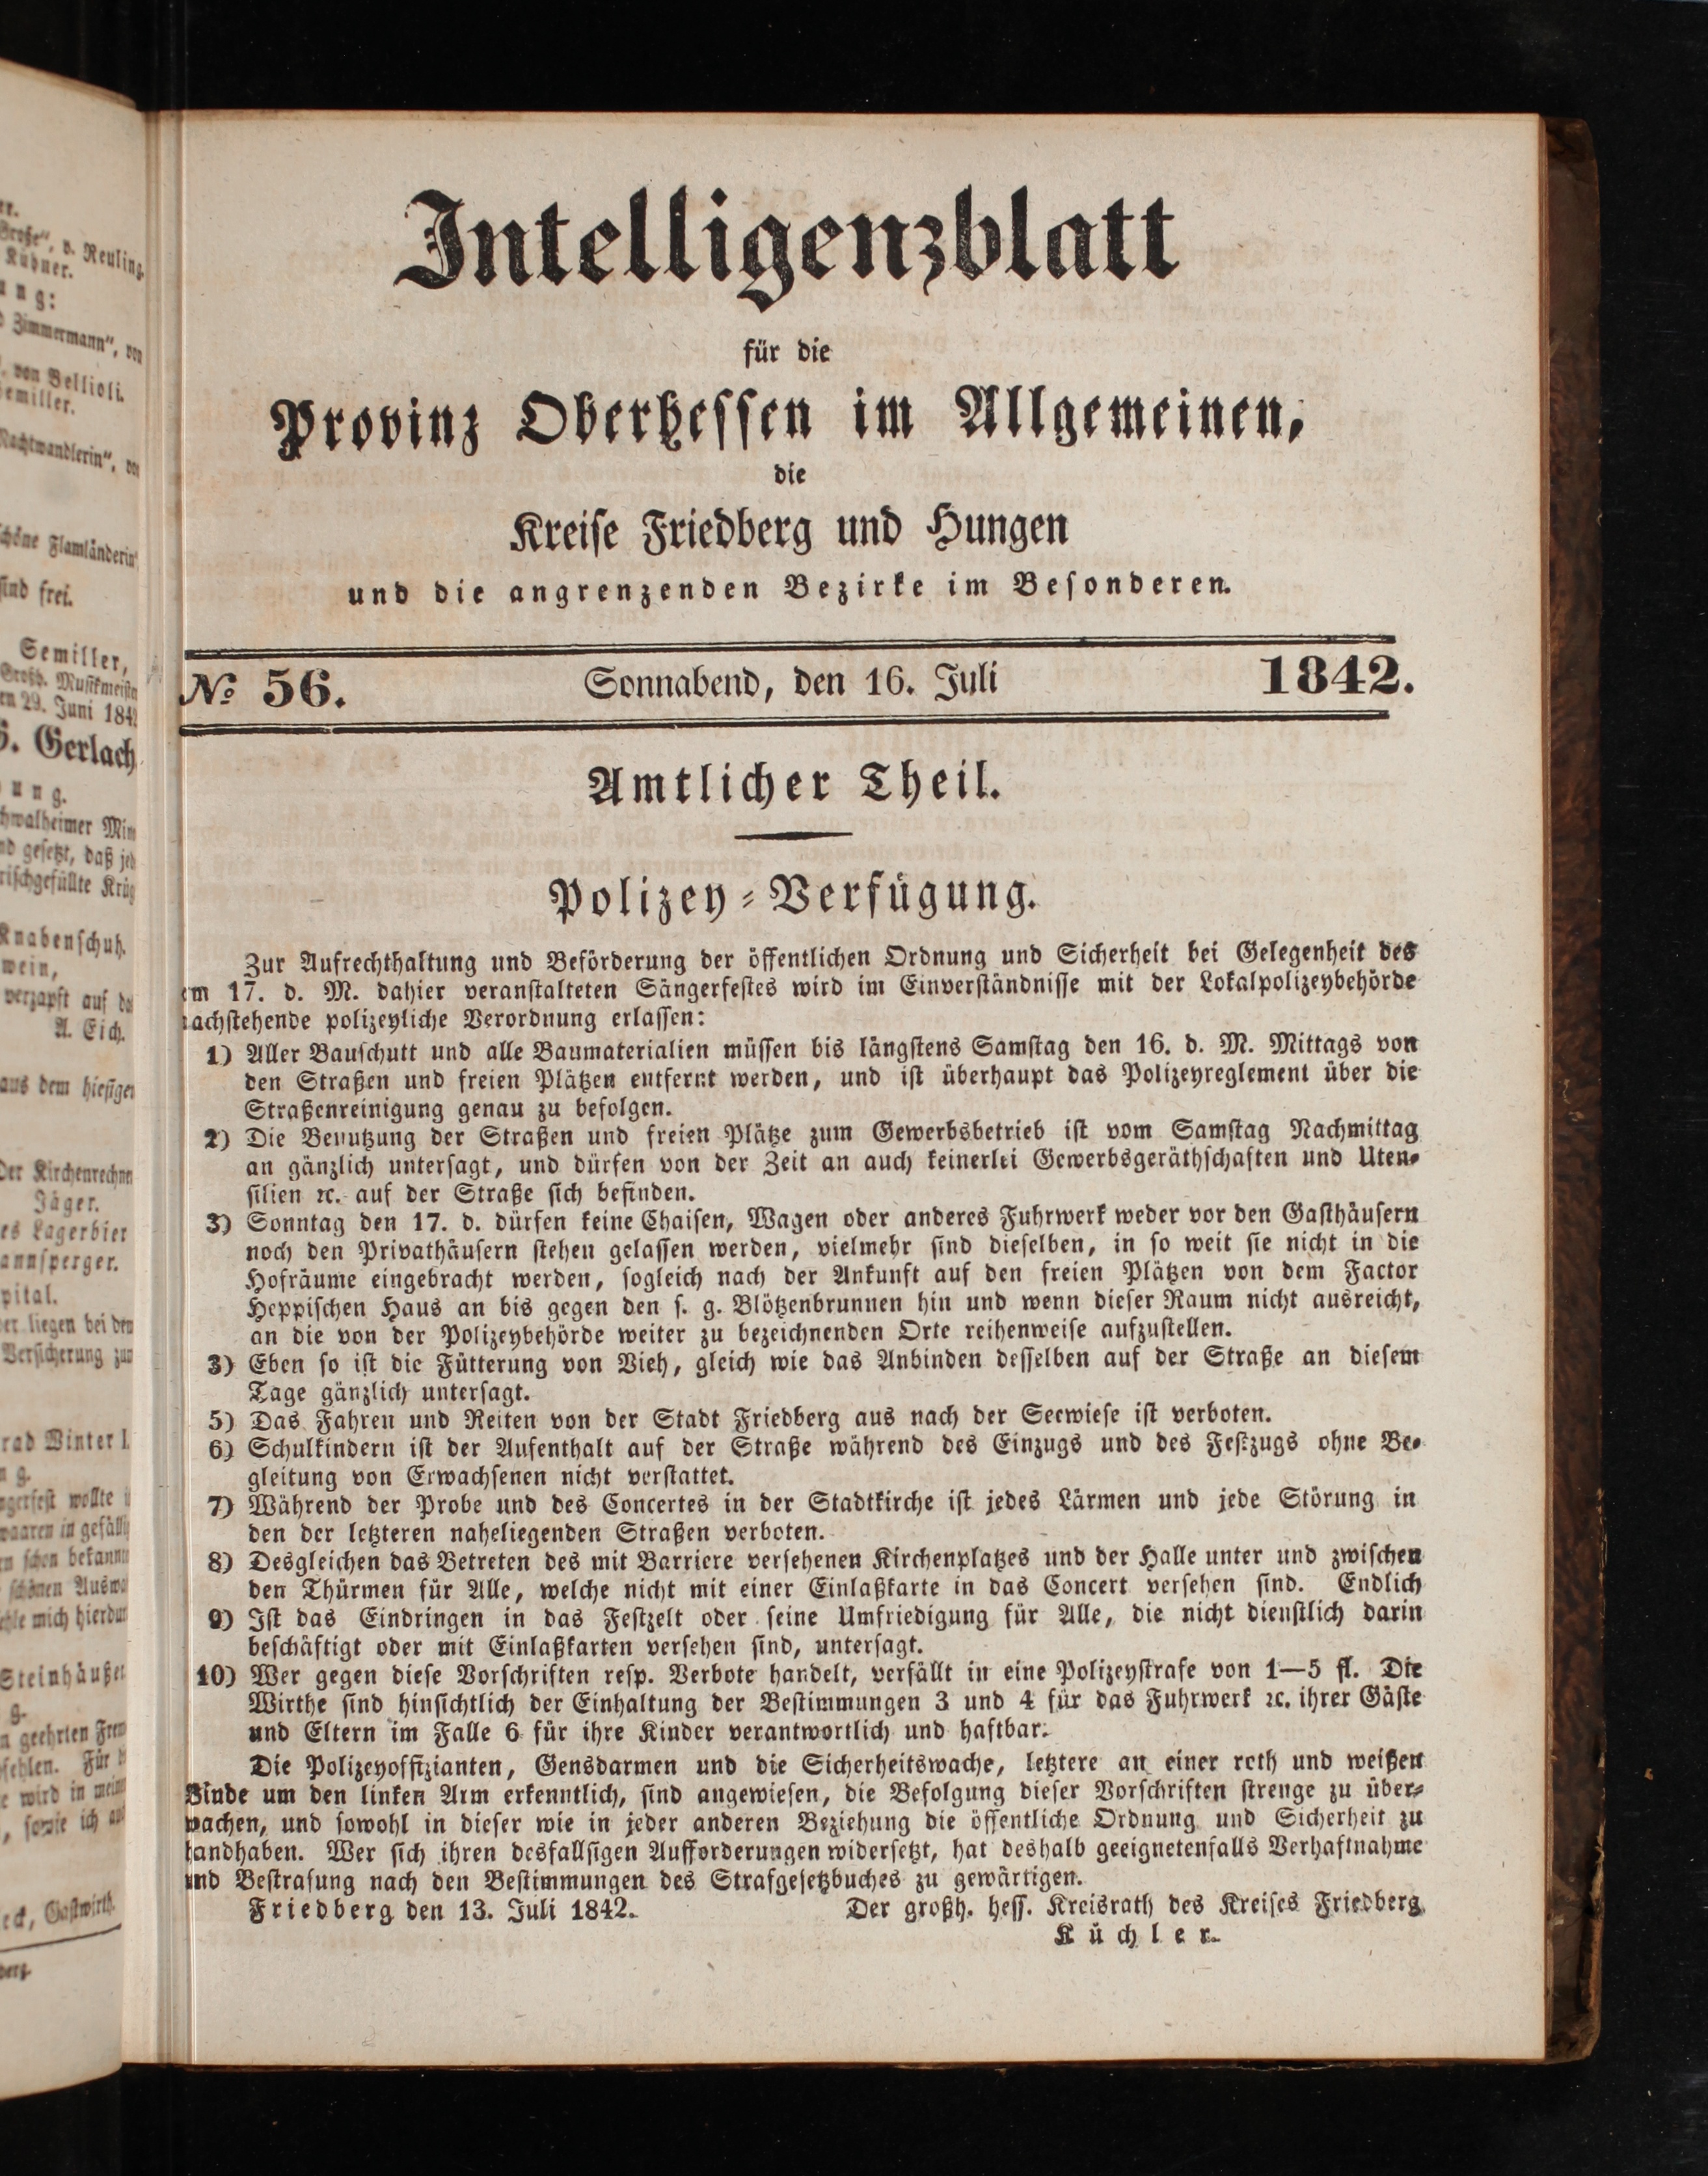 Intelligenzblatt
für die
Provinz Oberhessen im Allgemeinen,
die
Kreise Friedberg und Hungen
und die angrenzenden Bezirke im Besonderen.
№ 56. Sonnabend, den 16. Juli 1842.
Amtlicher Theil.
Polizey-Verfügung.
Zur Aufrechthaltung und Beförderung der öffentlichen Ordnung und Sicherheit bei Gelegenheit des
am 17. d. M. dahier veranstalteten Sängerfestes wird im Einverständnisse mit der Lokalpolizeybehörde
nachstehende polizeyliche Verordnung erlassen:
1) Aller Bauschutt und alle Baumaterialien müssen bis längstens Samstag den 16. d. M. Mittags von
den Straßen und freien Plätzen entfernt werden, und ist überhaupt das Polizeyreglement über die
Straßenreinigung genau zu befolgen.
2) Die Benutzung der Straßen und freien Plätze zum Gewerbsbetrieb ist vom Samstag Nachmittag
an gänzlich untersagt, und dürfen von der Zeit an auch keinerlei Gewerbsgeräthschaften und Uten-
silien ꝛc. auf der Straße sich befinden.
3) Sonntag den 17. d. dürfen keine Chaisen, Wagen oder anderes Fuhrwerk weder vor den Gasthäusern
noch den Privathäusern stehen gelassen werden, vielmehr sind dieselben, in so weit sie nicht in die
Hofräume eingebracht werden, sogleich nach der Ankunft auf den freien Plätzen von dem Factor
Heppischen Haus an bis gegen den s. g. Blötzenbrunnen hin und wenn dieser Raum nicht ausreicht,
an die von der Polizeybehörde weiter zu bezeichnenden Orte reihenweise aufzustellen.
3) Eben so ist die Fütterung von Vieh, gleich wie das Anbinden desselben auf der Straße an diesem
Tage gänzlich untersagt.
5) Das Fahren und Reiten von der Stadt Friedberg aus nach der Seewiese ist verboten.
6) Schulkindern ist der Aufenthalt auf der Straße während des Einzugs und des Festzugs ohne Be-
gleitung von Erwachsenen nicht verstattet.
7) Während der Probe und des Concertes in der Stadtkirche ist jedes Lärmen und jede Störung in
den der letzteren naheliegenden Straßen verboten.
8) Desgleichen das Betreten des mit Barriere versehenen Kirchenplatzes und der Halle unter und zwischen
den Thürmen für Alle, welche nicht mit einer Einlaßkarte in das Concert versehen sind. Endlich
9) Ist das Eindringen in das Festzelt oder seine Umfriedigung für Alle, die nicht dienstlich darin
beschäftigt oder mit Einlaßkarten versehen sind, untersagt.
10) Wer gegen diese Vorschriften resp. Verbote handelt, verfällt in eine Polizeystrafe von 1—5 fl. Die
Wirthe sind hinsichtlich der Einhaltung der Bestimmungen 3 und 4 für das Fuhrwerk ꝛc. ihrer Gäste
und Eltern im Falle 6 für ihre Kinder verantwortlich und haftbar.
Die Polizeyoffizianten, Gensdarmen und die Sicherheitswache, letztere an einer roth und weißen
Binde um den linken Arm erkenntlich, sind angewiesen, die Befolgung dieser Vorschriften strenge zu über-
wachen, und sowohl in dieser wie in jeder anderen Beziehung die öffentliche Ordnung und Sicherheit zu
handhaben. Wer sich ihren desfallsigen Aufforderungen widersetzt, hat deshalb geeignetenfalls Verhaftnahme
und Bestrafung nach den Bestimmungen des Strafgesetzbuches zu gewärtigen.
Friedberg den 13. Juli 1842. Der großh. hess. Kreisrath des Kreises Friedberg.
Küchler.